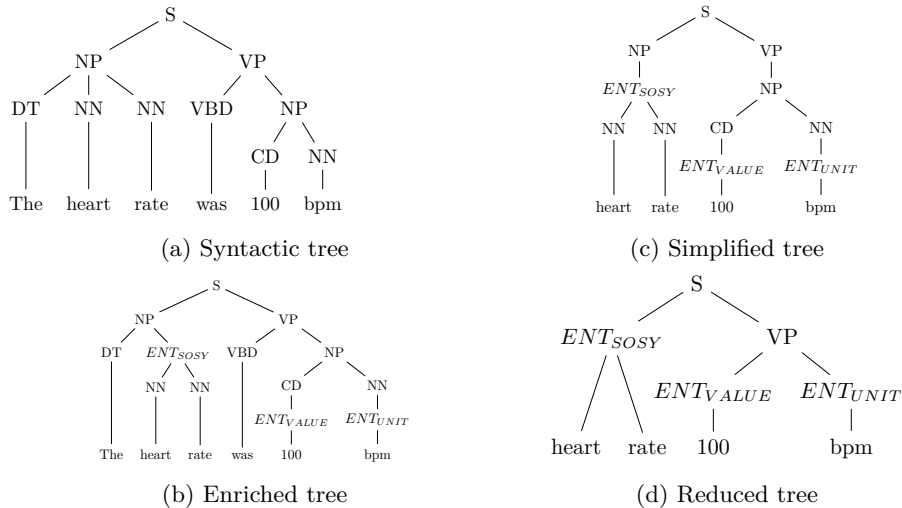 S
NP VP
DT NN NN VBD NP
CD NN
The heart rate was 100 bpm
(a) Syntactic tree
S
NP VP
ENT_SOSY NP
NN NN CD NN
ENT_VALUE ENT_UNIT
heart rate 100 bpm
(c) Simplified tree
S
NP VP
DT ENT_SOSY VBD NP
NN NN CD NN
ENT_VALUE ENT_UNIT
The heart rate was 100 bpm
(b) Enriched tree
S
ENT_SOSY VP
ENT_VALUE ENT_UNIT
heart rate 100 bpm
(d) Reduced tree